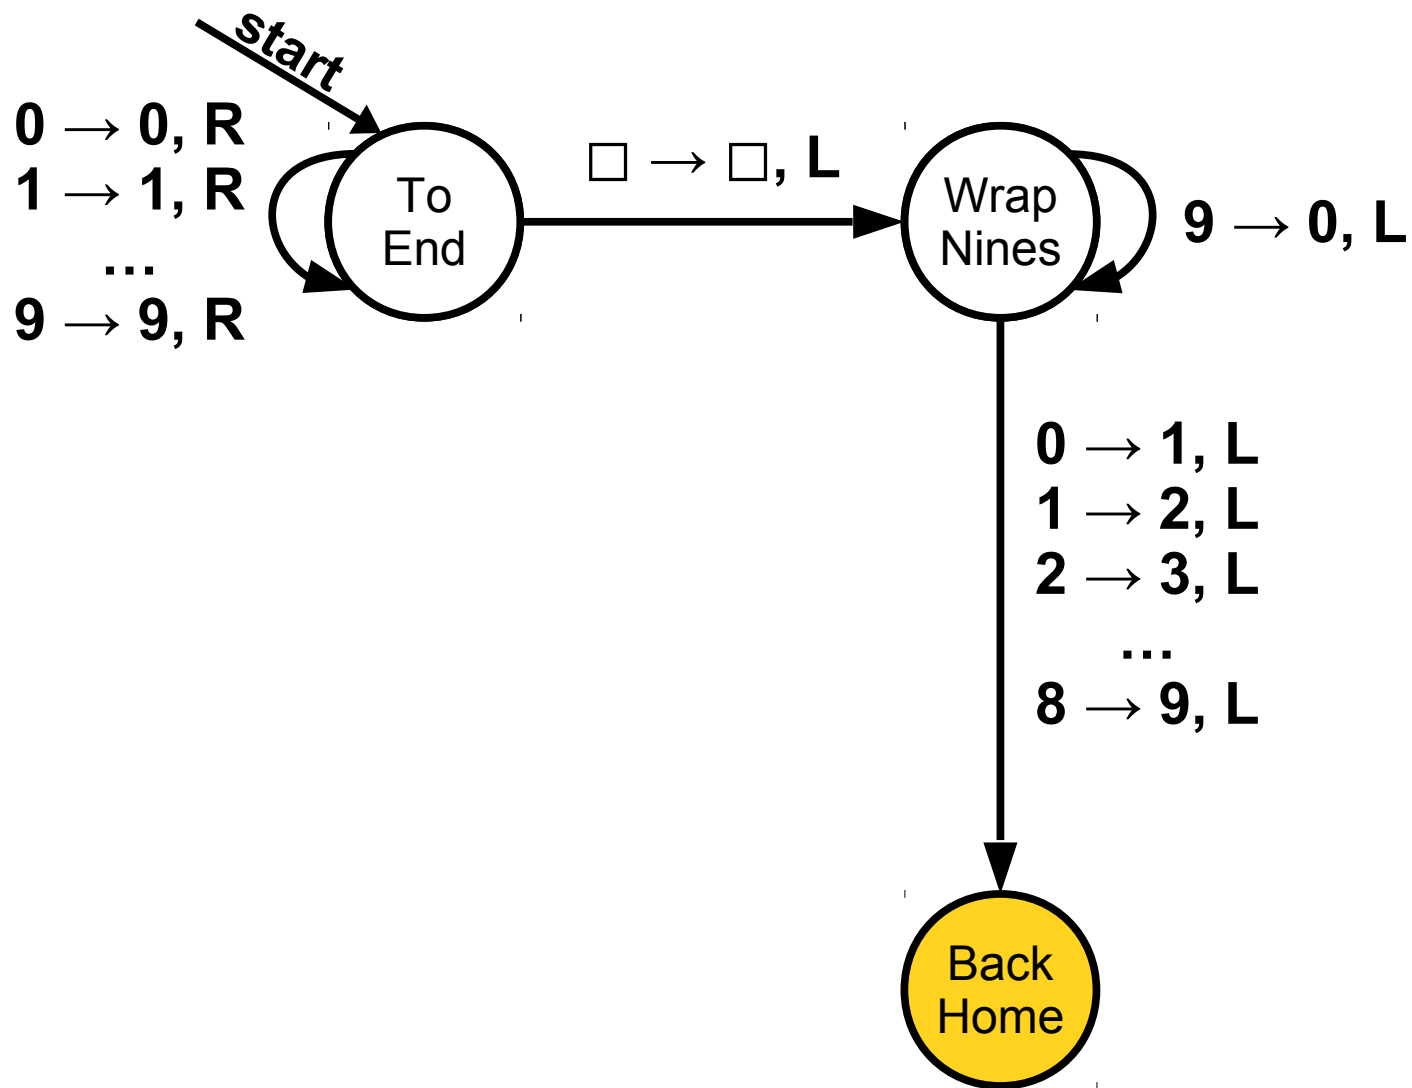 start
0 → 0, R
1 → 1, R
...
9 → 9, R
To
End
□ → □, L
Wrap
Nines
9 → 0, L
0 → 1, L
1 → 2, L
2 → 3, L
...
8 → 9, L
Back
Home